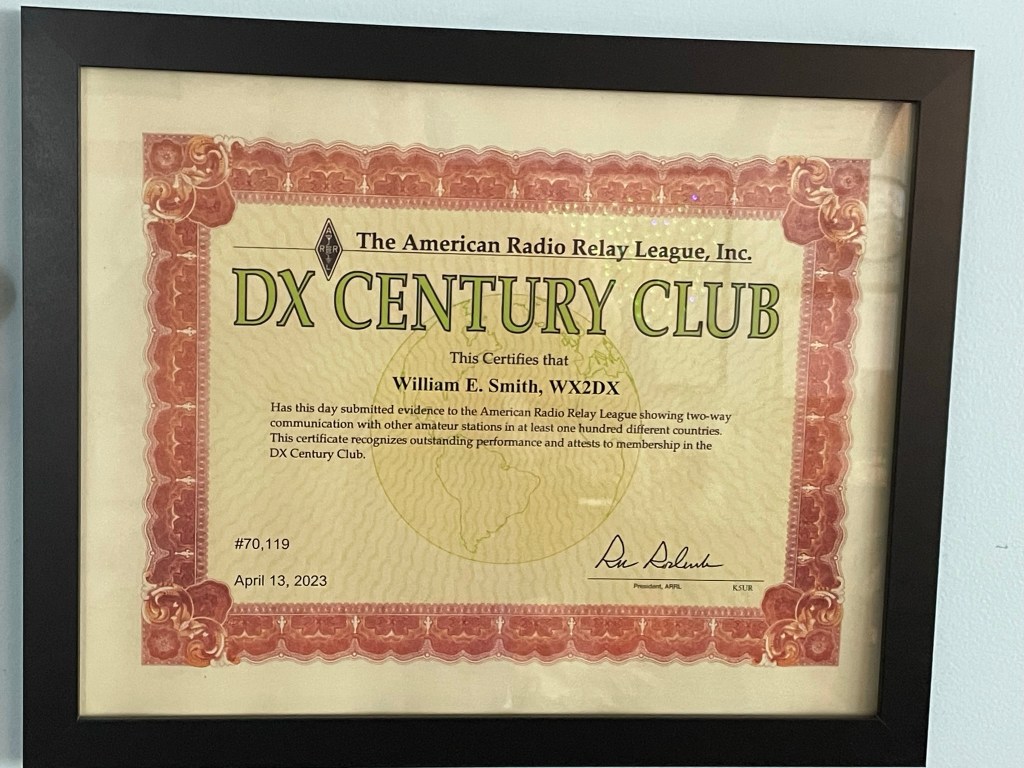 The American Radio Relay League, Inc.
DX CENTURY CLUB
This Certifies that
William E. Smith, WX2DX
Has this day submitted evidence to the American Radio Relay League showing two-way
communication with other amateur stations in at least one hundred different countries.
This certificate recognizes outstanding performance and attests to membership in the
DX Century Club.
#70,119
April 13, 2023
President, ARRL
K5UR